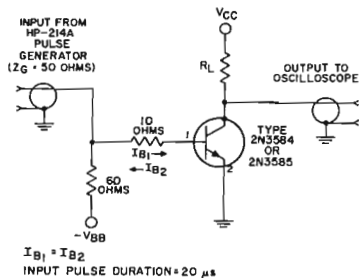 INPUT FROM
HP-214A
PULSE
GENERATOR
(ZG = 50 OHMS)
VCC
RL
OUTPUT TO
OSCILLOSCOPE
10
OHMS
IB1
IB2
1
2
TYPE
2N3584
OR
2N3585
60
OHMS
-VBB
IB1 = IB2
INPUT PULSE DURATION = 20 μs